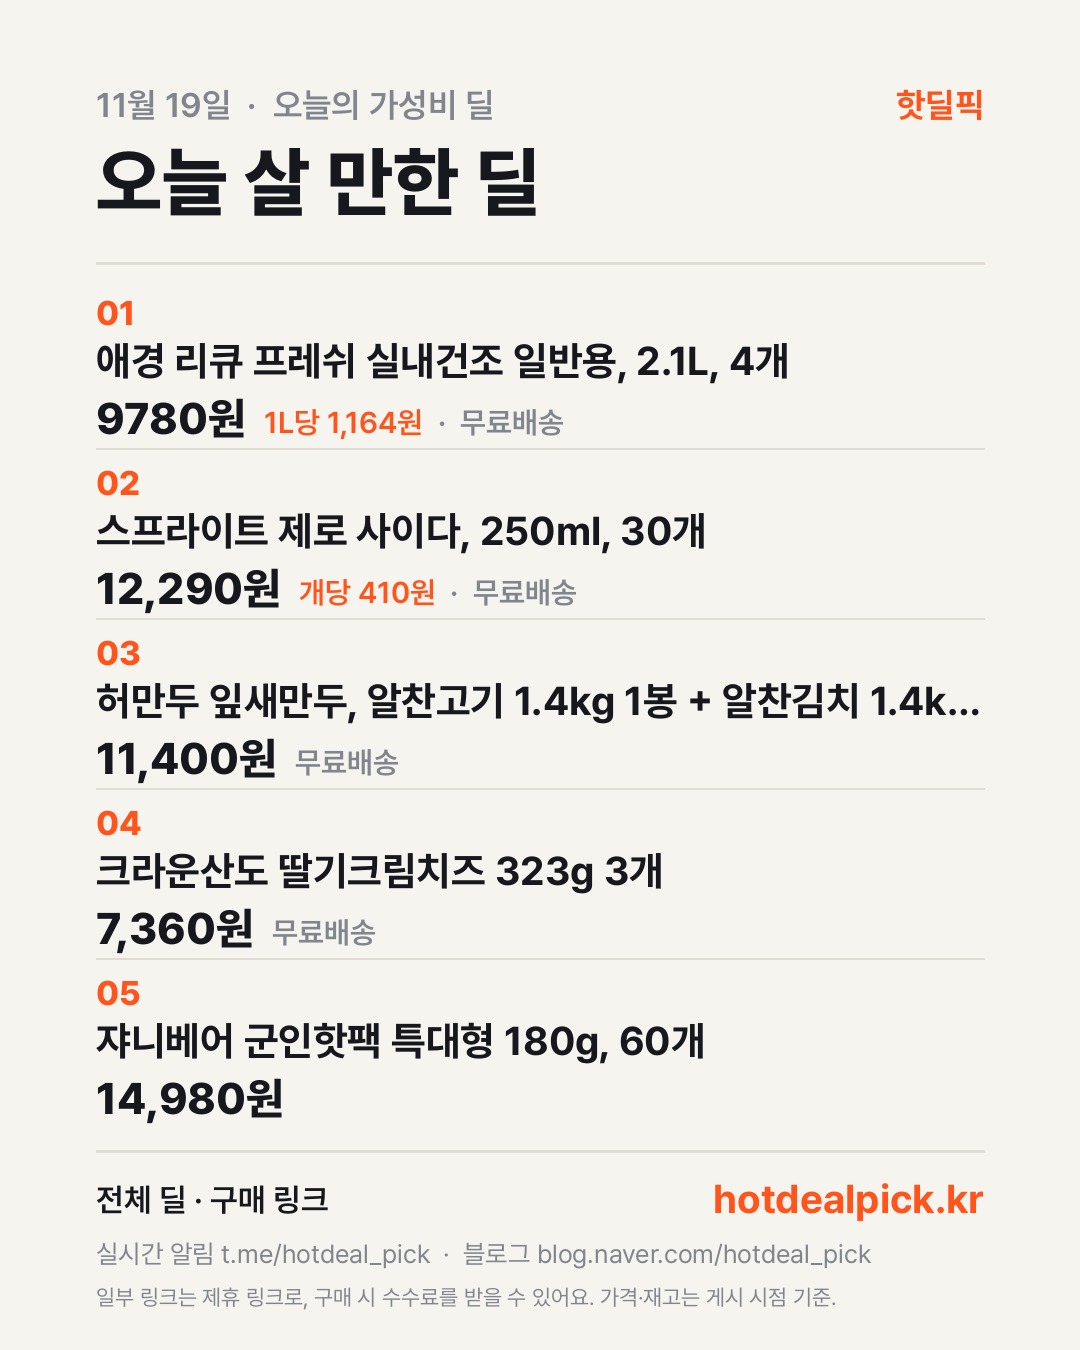 11월 19일 · 오늘의 가성비 딜
핫딜픽
오늘 살 만한 딜
01
애경 리큐 프레쉬 실내건조 일반용, 2.1L, 4개
9780원 1L당 1,164원 · 무료배송
02
스프라이트 제로 사이다, 250ml, 30개
12,290원 개당 410원 · 무료배송
03
허만두 잎새만두, 알찬고기 1.4kg 1봉 + 알찬김치 1.4k...
11,400원 무료배송
04
크라운산도 딸기크림치즈 323g 3개
7,360원 무료배송
05
쟈니베어 군인핫팩 특대형 180g, 60개
14,980원
전체 딜 · 구매 링크
hotdealpick.kr
실시간 알림 t.me/hotdeal_pick · 블로그 blog.naver.com/hotdeal_pick
일부 링크는 제휴 링크로, 구매 시 수수료를 받을 수 있어요. 가격·재고는 게시 시점 기준.